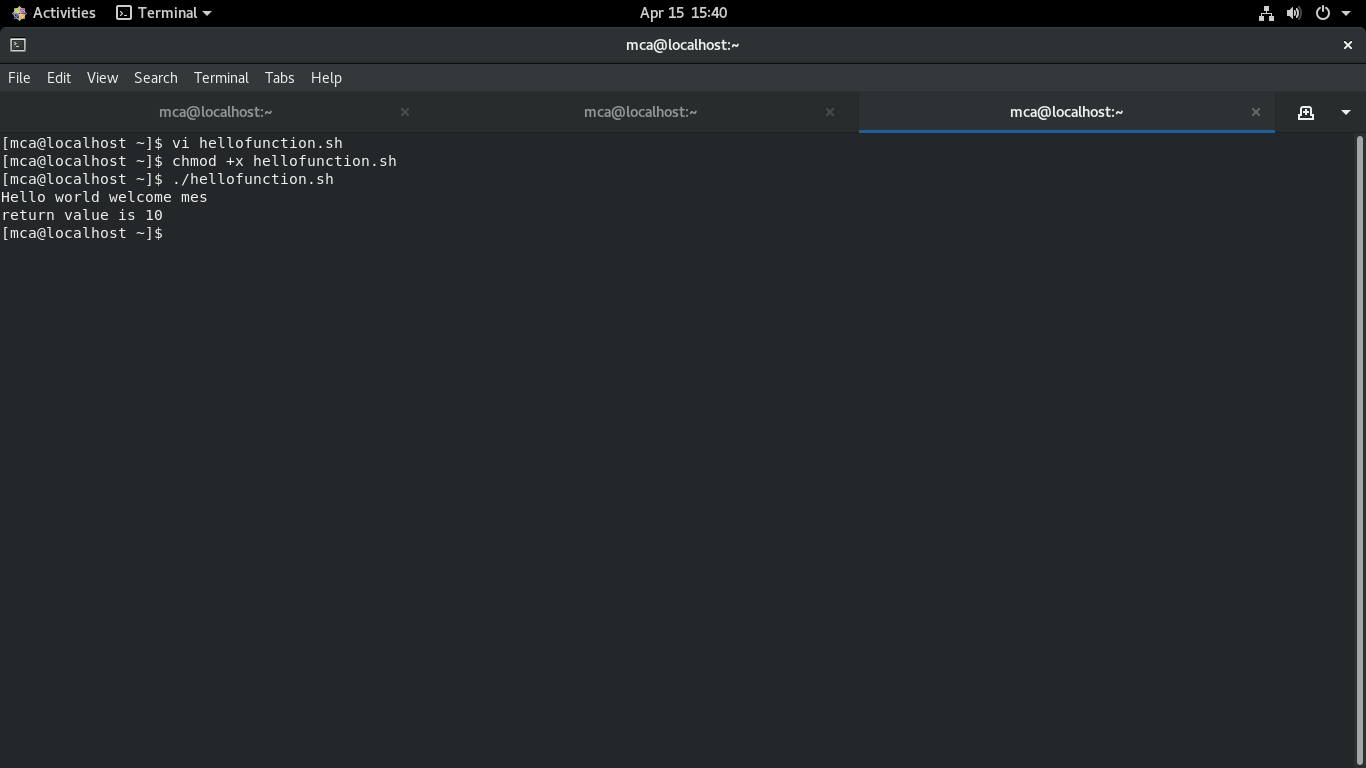 Activities Terminal Apr 15 15:40
mca@localhost:~
File Edit View Search Terminal Tabs Help
mca@localhost:~ mca@localhost:~ mca@localhost:~
[mca@localhost ~]$ vi hellofunction.sh
[mca@localhost ~]$ chmod +x hellofunction.sh
[mca@localhost ~]$ ./hellofunction.sh
Hello world welcome mes
return value is 10
[mca@localhost ~]$